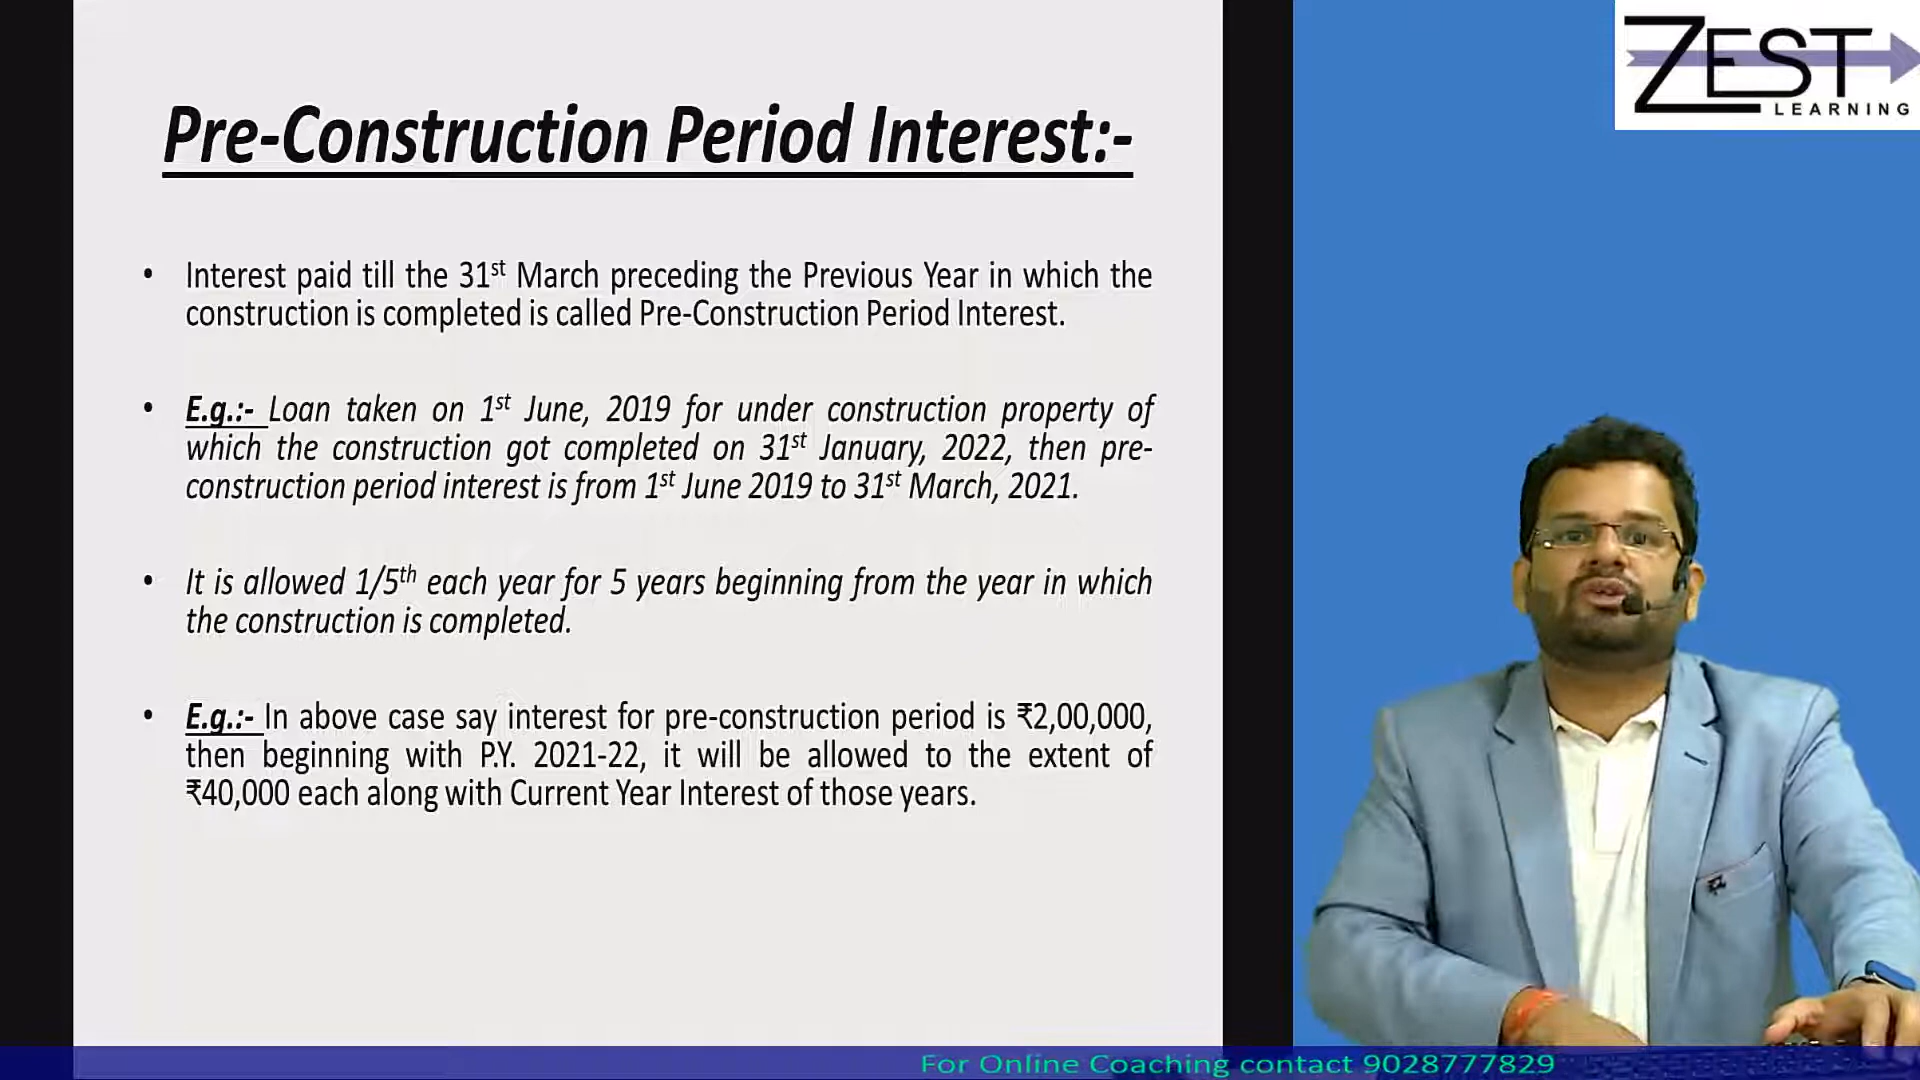 ZEST
LEARNING
Pre-Construction Period Interest:-
• Interest paid till the 31st March preceding the Previous Year in which the
construction is completed is called Pre-Construction Period Interest.
• E.g.:- Loan taken on 1st June, 2019 for under construction property of
which the construction got completed on 31st January, 2022, then pre-
construction period interest is from 1st June 2019 to 31st March, 2021.
• It is allowed 1/5th each year for 5 years beginning from the year in which
the construction is completed.
• E.g.:- In above case say interest for pre-construction period is ₹2,00,000,
then beginning with P.Y. 2021-22, it will be allowed to the extent of
₹40,000 each along with Current Year Interest of those years.
For Online Coaching contact 9028777829